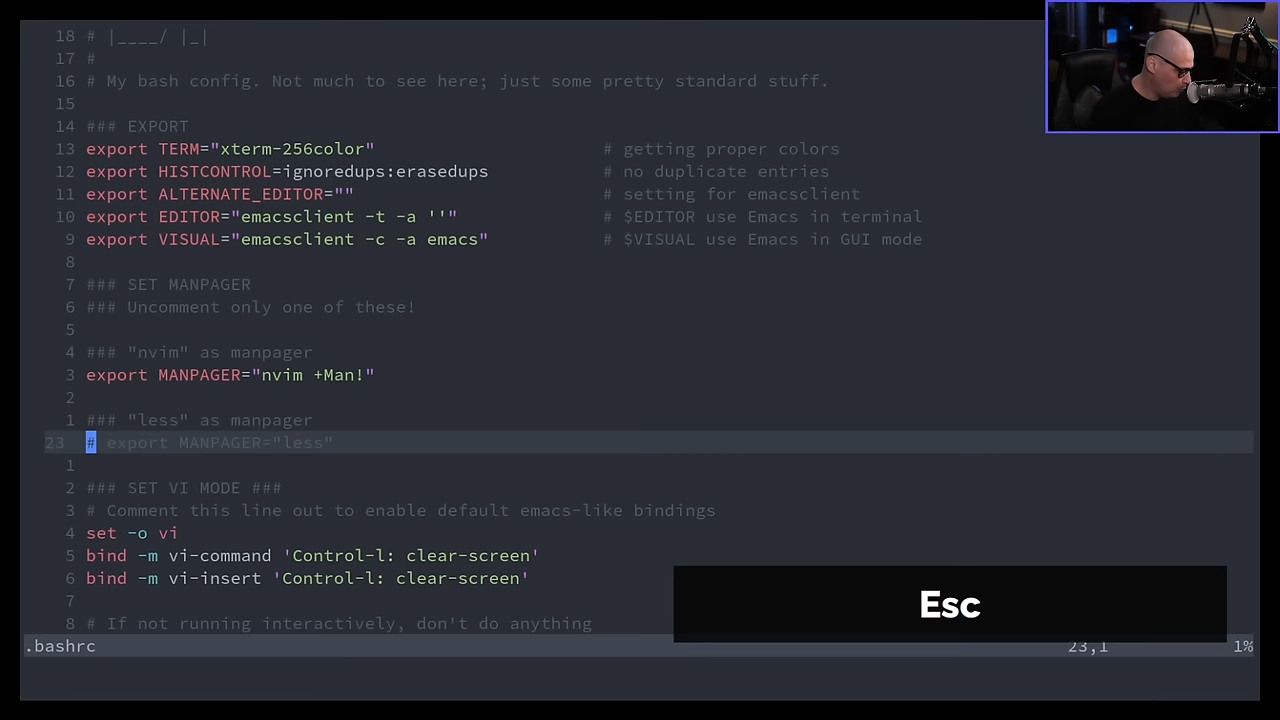 18 # |____/ |_|
17 #
16 # My bash config. Not much to see here; just some pretty standard stuff.
15
14 ### EXPORT
13 export TERM="xterm-256color" # getting proper colors
12 export HISTCONTROL=ignoredups:erasedups # no duplicate entries
11 export ALTERNATE_EDITOR="" # setting for emacsclient
10 export EDITOR="emacsclient -t -a ''" # $EDITOR use Emacs in terminal
9 export VISUAL="emacsclient -c -a emacs" # $VISUAL use Emacs in GUI mode
8
7 ### SET MANPAGER
6 ### Uncomment only one of these!
5
4 ### "nvim" as manpager
3 export MANPAGER="nvim +Man!"
2
1 ### "less" as manpager
23 # export MANPAGER="less"
1
2 ### SET VI MODE ###
3 # Comment this line out to enable default emacs-like bindings
4 set -o vi
5 bind -m vi-command 'Control-l: clear-screen'
6 bind -m vi-insert 'Control-l: clear-screen'
7
8 # If not running interactively, don't do anything
Esc
.bashrc 23,1 1%